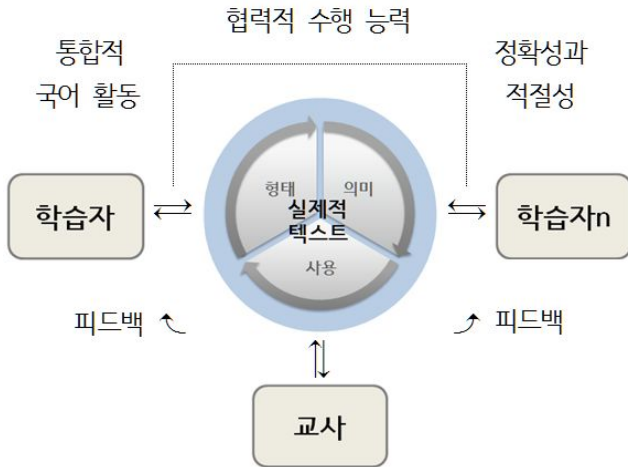 협력적 수행 능력
통합적
국어 활동
정확성과
적절성
형태
의미
학습자
실제적
텍스트
학습자n
사용
피드백
피드백
교사